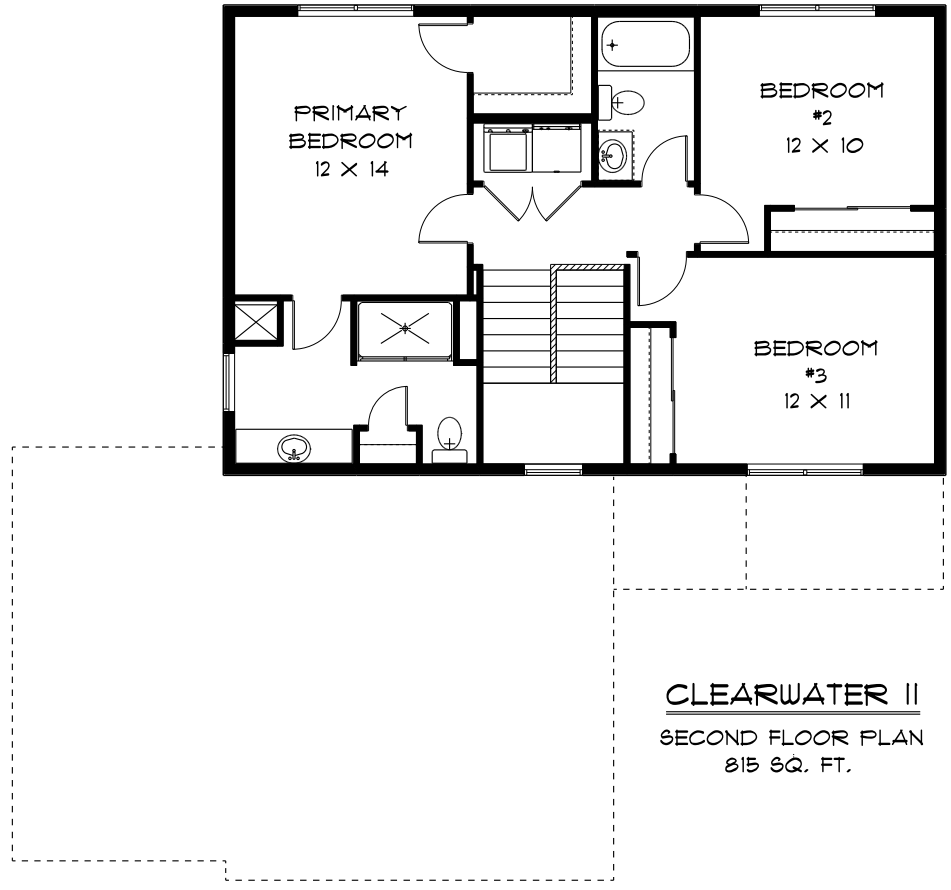 PRIMARY
BEDROOM
12 X 14
BEDROOM
#2
12 X 10
BEDROOM
#3
12 X 11
CLEARWATER II
SECOND FLOOR PLAN
815 SQ. FT.